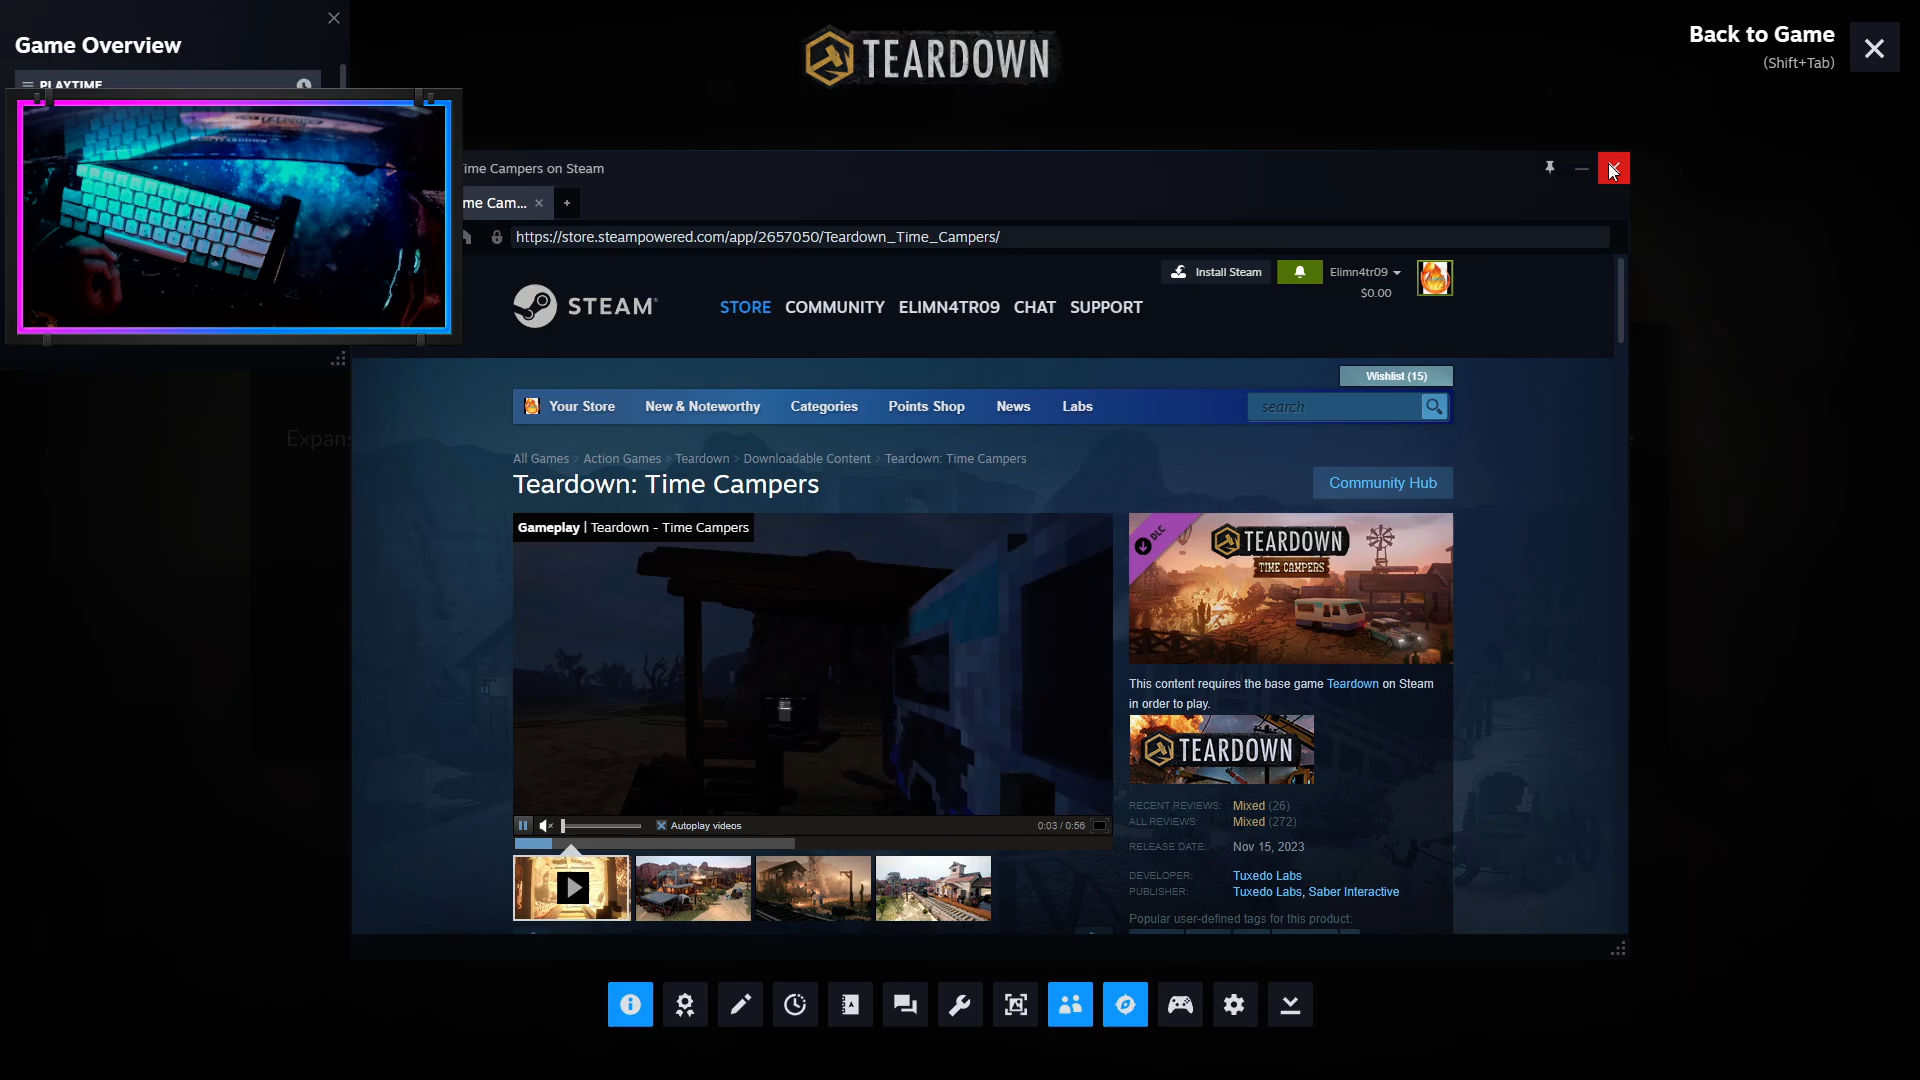 Game Overview
PLAYTIME
TEARDOWN
Back to Game
(Shift+Tab)
ime Campers on Steam
me Cam...
https://store.steampowered.com/app/2657050/Teardown_Time_Campers/
Install Steam
Elimn4tr09
$0.00
STEAM
STORE COMMUNITY ELIMN4TR09 CHAT SUPPORT
Wishlist (15)
Your Store New & Noteworthy Categories Points Shop News Labs
search
Expans
All Games > Action Games > Teardown > Downloadable Content > Teardown: Time Campers
Teardown: Time Campers
Community Hub
Gameplay | Teardown - Time Campers
DLC
TEARDOWN
TIME CAMPERS
This content requires the base game Teardown on Steam
in order to play.
TEARDOWN
RECENT REVIEWS: Mixed (26)
ALL REVIEWS: Mixed (272)
RELEASE DATE: Nov 15, 2023
DEVELOPER: Tuxedo Labs
PUBLISHER: Tuxedo Labs, Saber Interactive
Popular user-defined tags for this product:
Autoplay videos
0:03 / 0:56